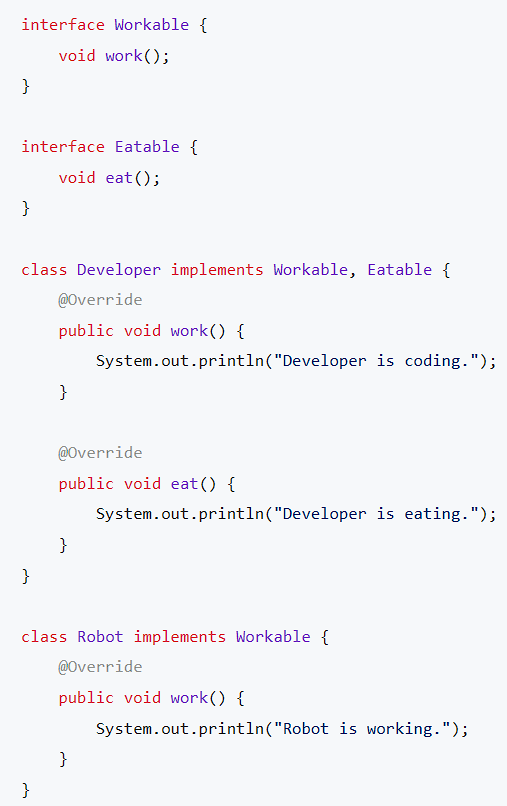 interface Workable {
    void work();
}

interface Eatable {
    void eat();
}

class Developer implements Workable, Eatable {
    @Override
    public void work() {
        System.out.println("Developer is coding.");
    }

    @Override
    public void eat() {
        System.out.println("Developer is eating.");
    }
}

class Robot implements Workable {
    @Override
    public void work() {
        System.out.println("Robot is working.");
    }
}